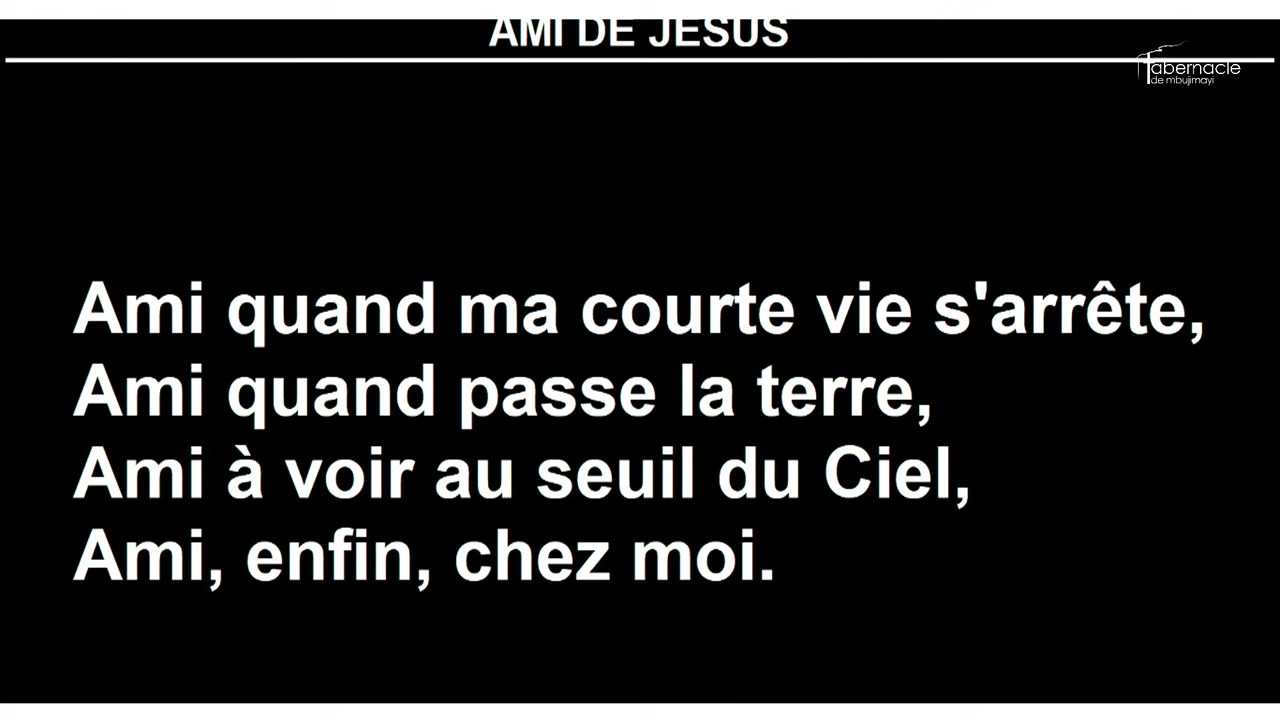 AMI DE JESUS
Tabernacle
de mbujimayi
Ami quand ma courte vie s'arrête,
Ami quand passe la terre,
Ami à voir au seuil du Ciel,
Ami, enfin, chez moi.